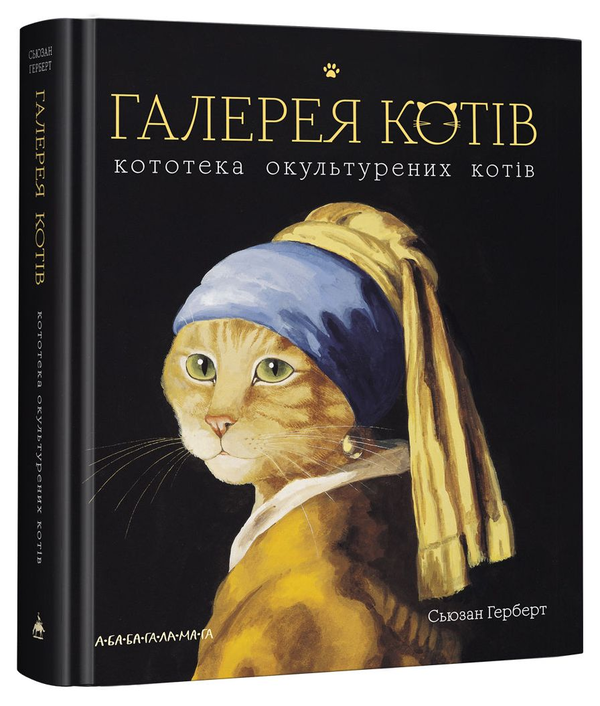 СЬЮЗАН
ГЕРБЕРТ
ГАЛЕРЕЯ КОТІВ
КОТОТЕКА ОКУЛЬТУРЕНИХ КОТІВ
ГАЛЕРЕЯ КОТІВ
КОТОТЕКА ОКУЛЬТУРЕНИХ КОТІВ
Сьюзан Герберт
А-БА-БА-ГА-ЛА-МА-ГА